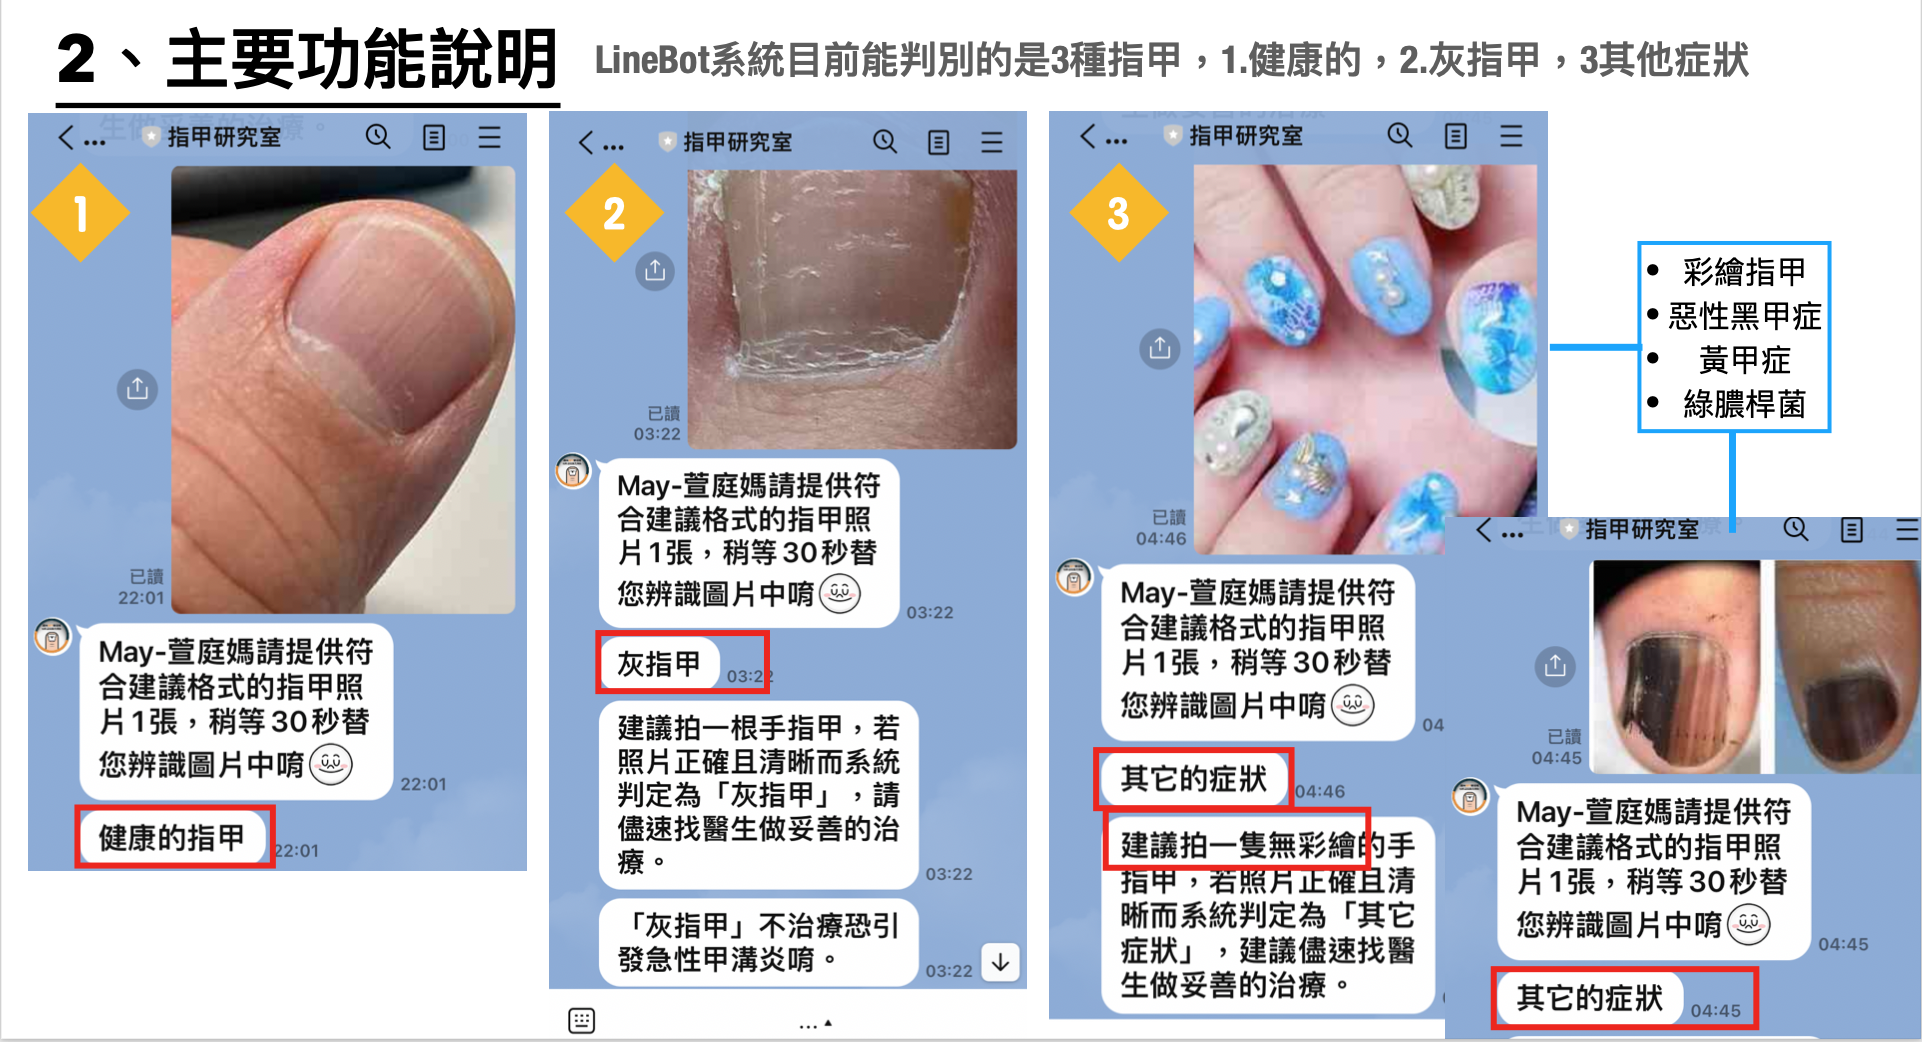 2、主要功能說明
LineBot系統目前能判別的是3種指甲，1.健康的，2.灰指甲，3其他症狀
指甲研究室
1
已讀
22:01
May-萱庭媽請提供符
合建議格式的指甲照
片1張，稍等30秒替
您辨識圖片中唷
22:01
健康的指甲
22:01
指甲研究室
2
已讀
03:22
May-萱庭媽請提供符
合建議格式的指甲照
片1張，稍等30秒替
您辨識圖片中唷
03:22
灰指甲
03:22
建議拍一根手指甲，若
照片正確且清晰而系統
判定為「灰指甲」，請
儘速找醫生做妥善的治
療。
03:22
「灰指甲」不治療恐引
發急性甲溝炎唷。
03:22
指甲研究室
3
已讀
04:46
May-萱庭媽請提供符
合建議格式的指甲照
片1張，稍等30秒替
您辨識圖片中唷
04
其它的症狀
04:46
建議拍一隻無彩繪的手
指甲，若照片正確且清
晰而系統判定為「其它
症狀」，建議儘速找醫
生做妥善的治療。
• 彩繪指甲
• 惡性黑甲症
• 黃甲症
• 綠膿桿菌
指甲研究室
已讀
04:45
May-萱庭媽請提供符
合建議格式的指甲照
片1張，稍等30秒替
您辨識圖片中唷
04:45
其它的症狀
04:45